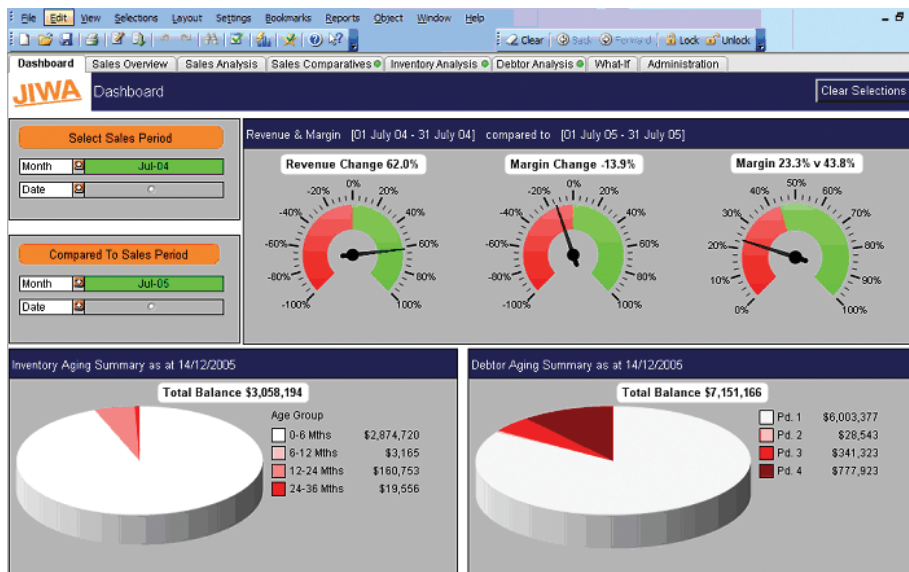 File Edit View Selections Layout Settings Bookmarks Reports Object Window Help
Clear Back Forward Lock Unlock
Dashboard Sales Overview Sales Analysis Sales Comparatives Inventory Analysis Debtor Analysis What-If Administration
JIWA Dashboard Clear Selections
Select Sales Period
Month Jul-04
Date
Compared To Sales Period
Month Jul-05
Date
Revenue & Margin [01 July 04 - 31 July 04] compared to [01 July 05 - 31 July 05]
Revenue Change 62.0%
-100% -80% -60% -40% -20% 0% 20% 40% 60% 80% 100%
Margin Change -13.9%
-100% -80% -60% -40% -20% 0% 20% 40% 60% 80% 100%
Margin 23.3% v 43.8%
0% 10% 20% 30% 40% 50% 60% 70% 80% 90% 100%
Inventory Aging Summary as at 14/12/2005
Total Balance $3,058,194
Age Group
0-6 Mths $2,874,720
6-12 Mths $3,165
12-24 Mths $160,753
24-36 Mths $19,556
Debtor Aging Summary as at 14/12/2005
Total Balance $7,151,166
Pd. 1 $6,003,377
Pd. 2 $28,543
Pd. 3 $341,323
Pd. 4 $777,923